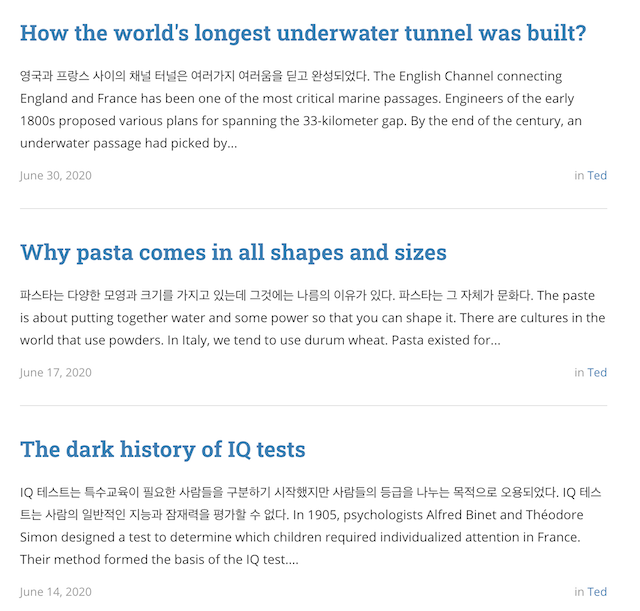 How the world's longest underwater tunnel was built?
영국과 프랑스 사이의 채널 터널은 여러가지 여러움을 딛고 완성되었다. The English Channel connecting
England and France has been one of the most critical marine passages. Engineers of the early
1800s proposed various plans for spanning the 33-kilometer gap. By the end of the century, an
underwater passage had picked by...
June 30, 2020 in Ted
Why pasta comes in all shapes and sizes
파스타는 다양한 모영과 크기를 가지고 있는데 그것에는 나름의 이유가 있다. 파스타는 그 자체가 문화다. The paste
is about putting together water and some power so that you can shape it. There are cultures in the
world that use powders. In Italy, we tend to use durum wheat. Pasta existed for...
June 17, 2020 in Ted
The dark history of IQ tests
IQ 테스트는 특수교육이 필요한 사람들을 구분하기 시작했지만 사람들의 등급을 나누는 목적으로 오용되었다. IQ 테스
트는 사람의 일반적인 지능과 잠재력을 평가할 수 없다. In 1905, psychologists Alfred Binet and Théodore
Simon designed a test to determine which children required individualized attention in France.
Their method formed the basis of the IQ test....
June 14, 2020 in Ted